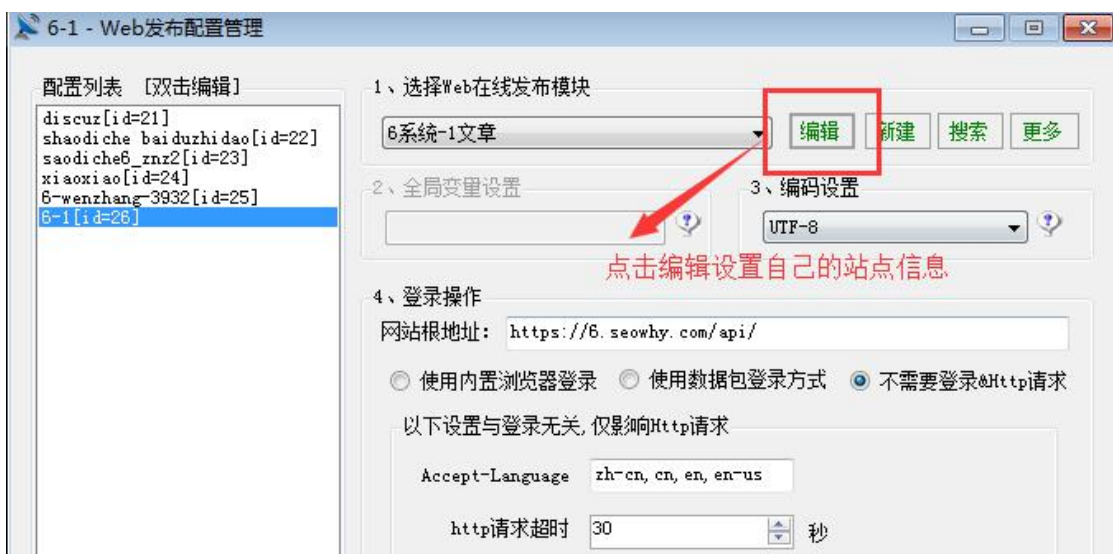 6-1 - Web发布配置管理
配置列表 [双击编辑]
discuz[id=21]
shaodiche baiduzhidao[id=22]
saodiche6_znz2[id=23]
xiaoxiao[id=24]
6-wenzhang-3932[id=25]
6-1[id=26]
1、选择Web在线发布模块
6系统-1文章 编辑 新建 搜索 更多
2、全局变量设置 3、编码设置
UTF-8
点击编辑设置自己的站点信息
4、登录操作
网站根地址: https://6.seowhy.com/api/
使用内置浏览器登录 使用数据包登录方式 不需要登录&Http请求
以下设置与登录无关,仅影响Http请求
Accept-Language zh-cn,cn,en,en-us
http请求超时 30 秒